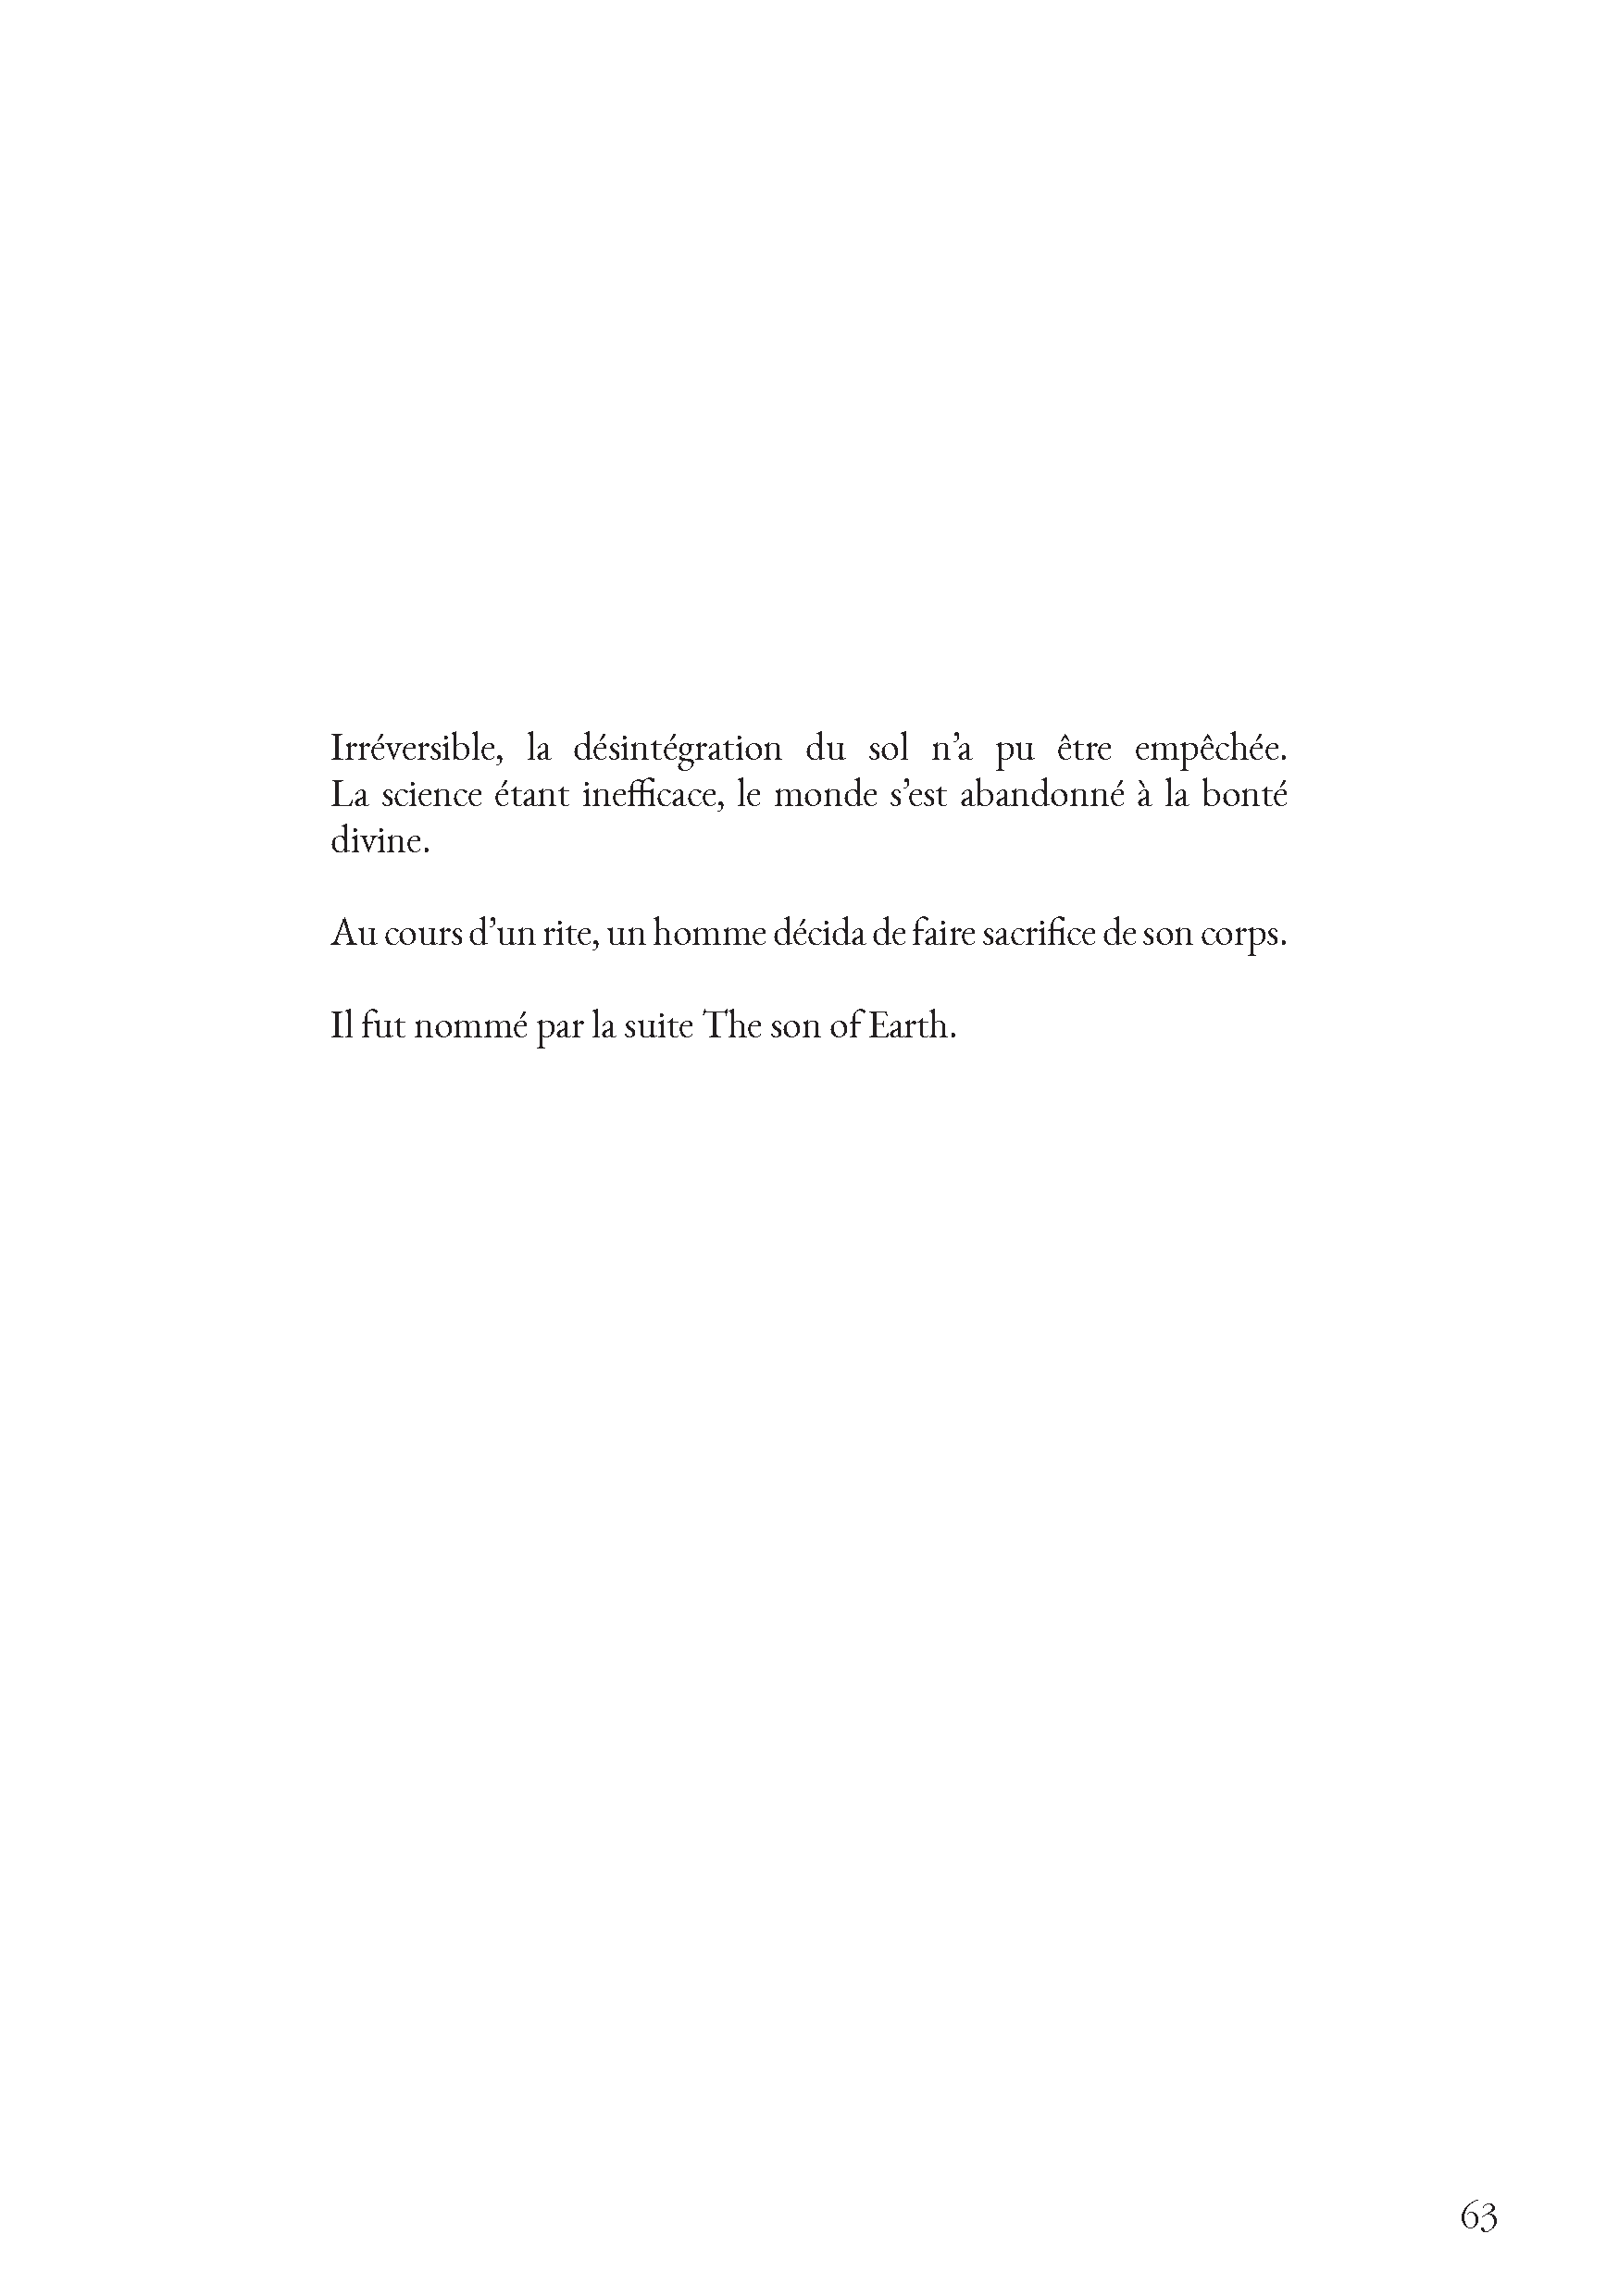 Irréversible, la désintégration du sol n’a pu être empêchée.
La science étant inefficace, le monde s’est abandonné à la bonté
divine.
Au cours d’un rite, un homme décida de faire sacrifice de son corps.
Il fut nommé par la suite The son of Earth.
63